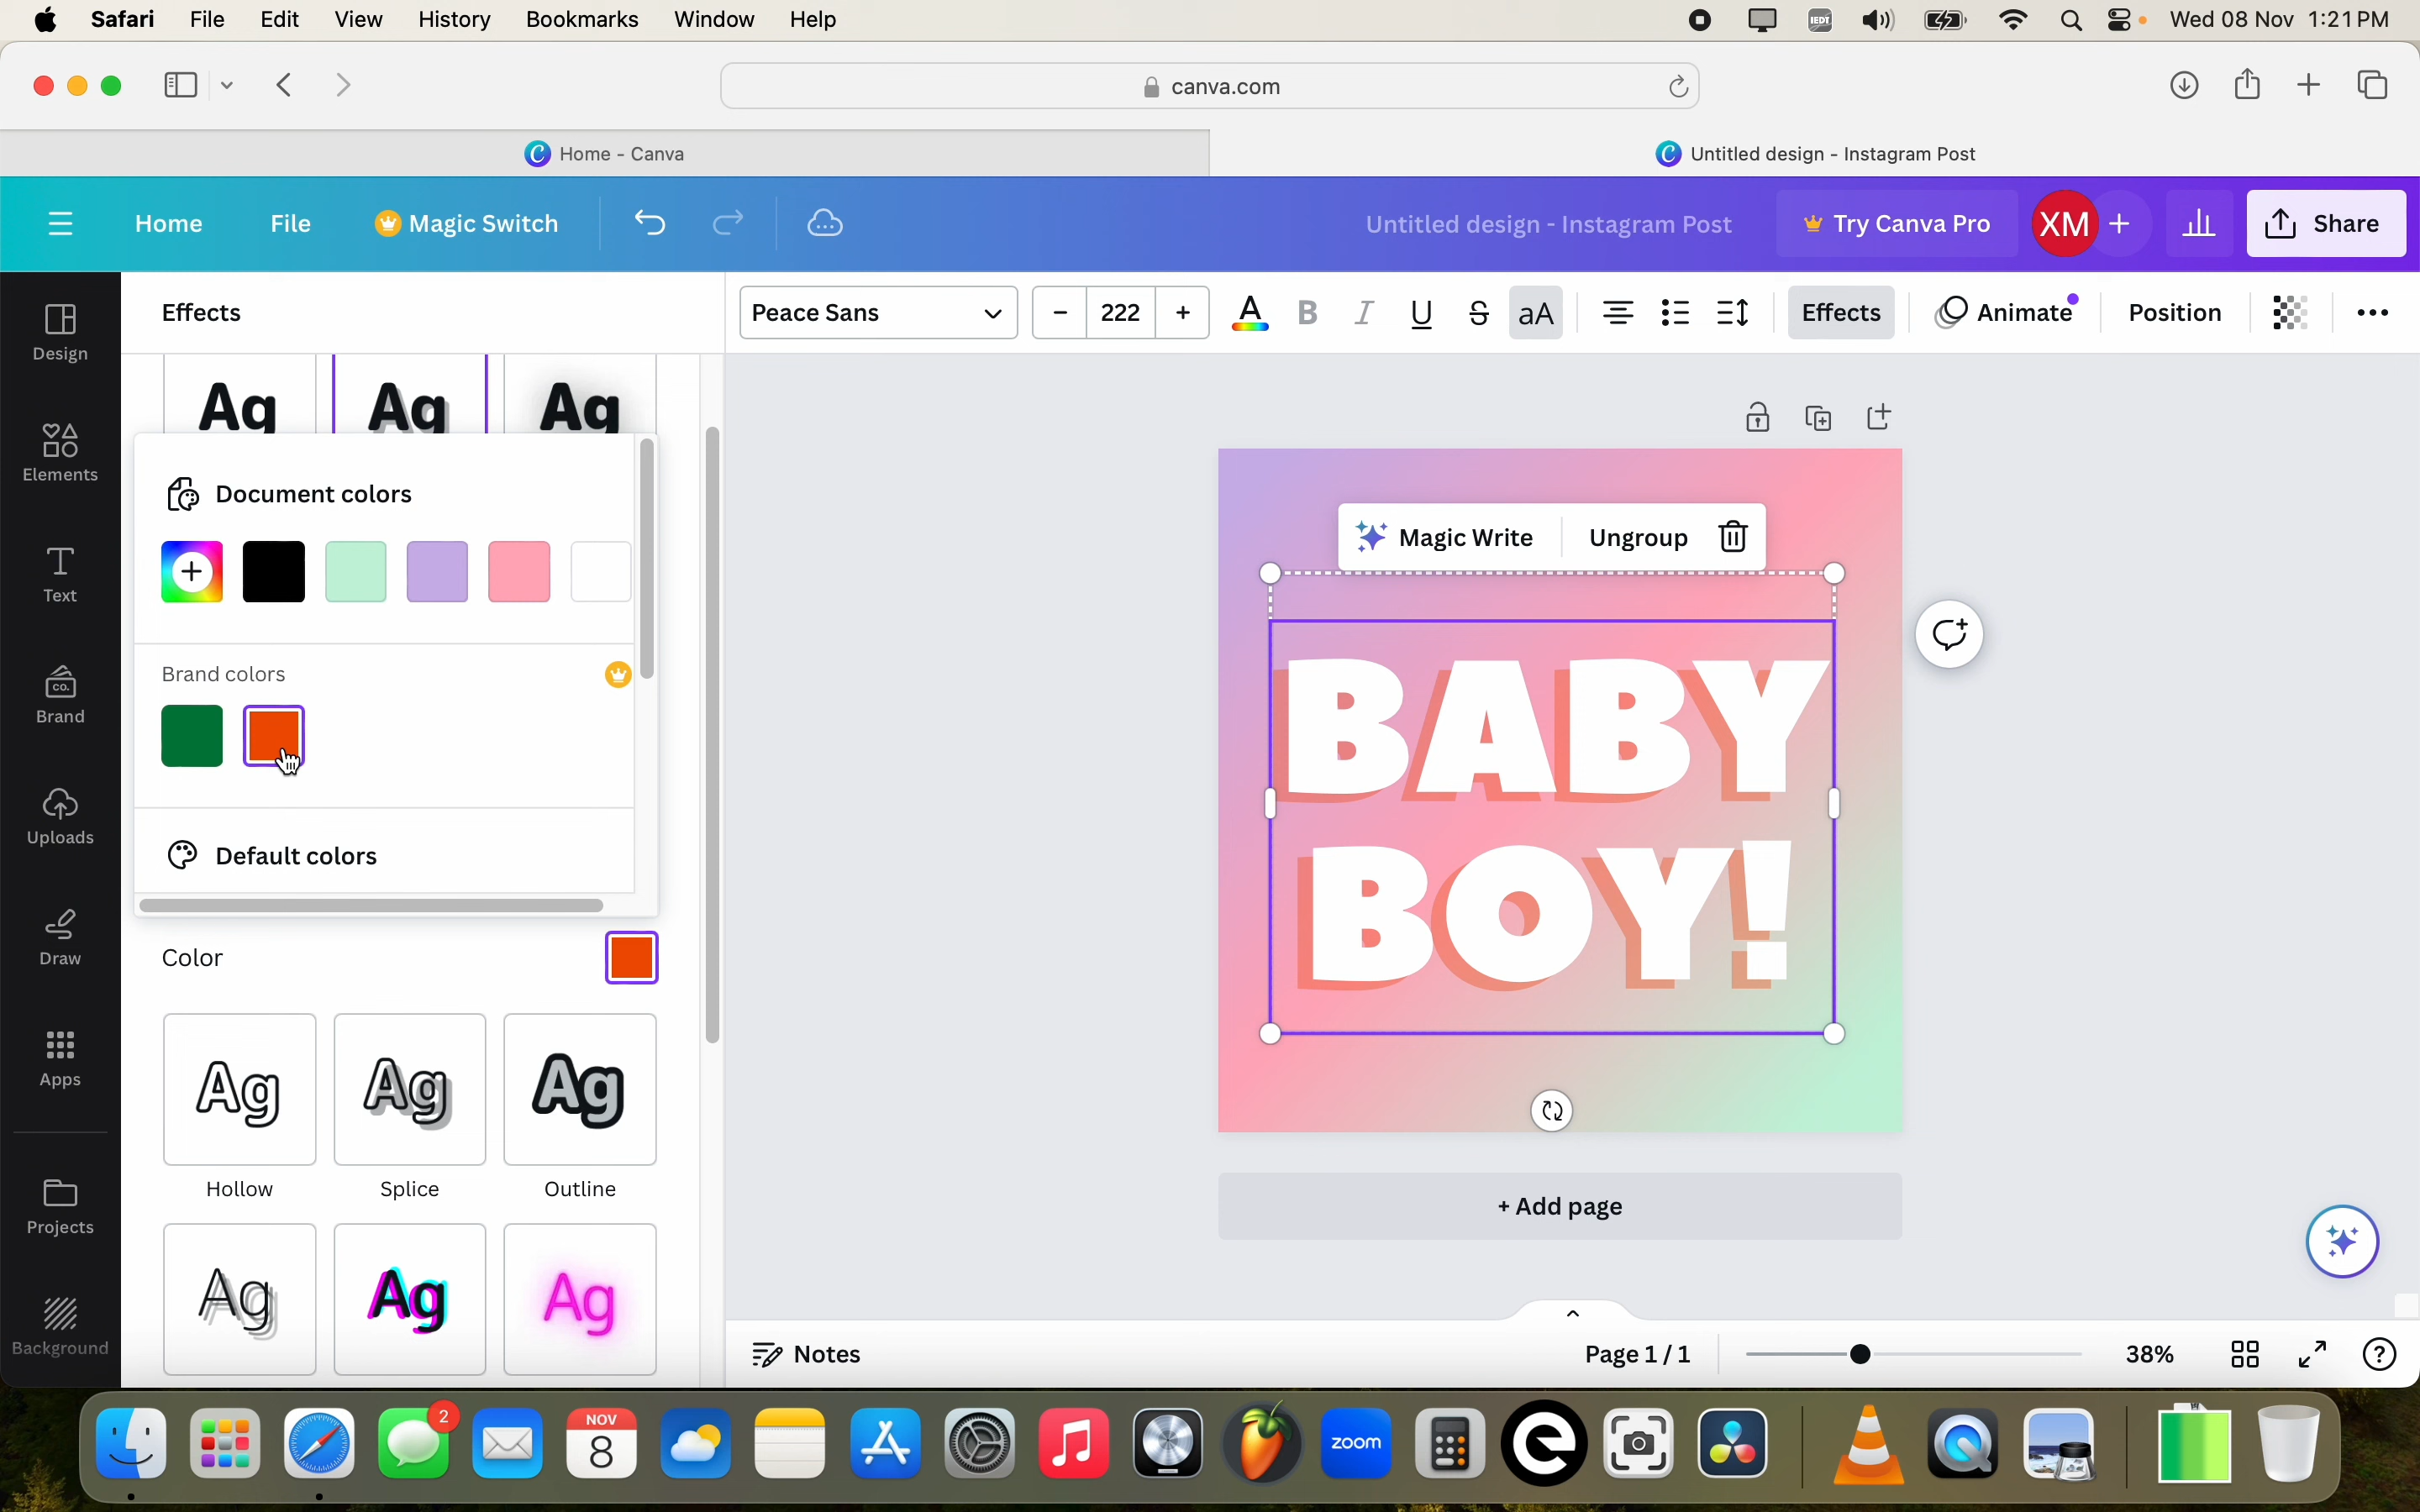 Safari File Edit View History Bookmarks Window Help IEDT Wed 08 Nov 1:21 PM
canva.com
Home - Canva Untitled design - Instagram Post
Home File Magic Switch Untitled design - Instagram Post Try Canva Pro XM + Share
Effects Peace Sans - 222 + A B I U S aA Effects Animate Position
Design
Elements
Text
CO.
Brand
Uploads
Draw
Apps
Projects
Background
Ag Ag Ag
Document colors
Brand colors
Default colors
Color
Ag Ag Ag
Hollow Splice Outline
Ag Ag Ag
Magic Write Ungroup
BABY
BOY!
+ Add page
Notes Page 1 / 1 38% ?
2 NOV
8 zoom